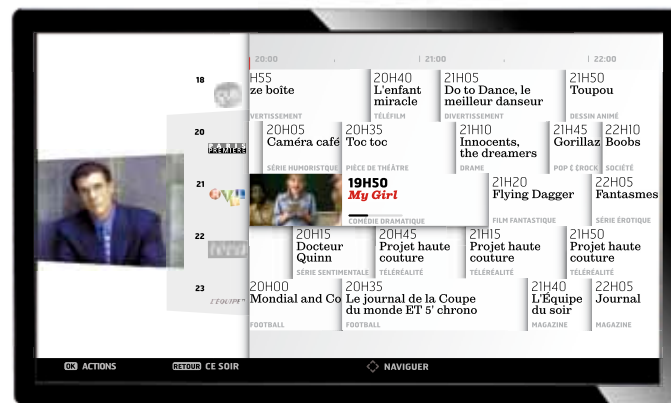 20:00
21:00
22:00
18
H55
ze boîte
VERTISSEMENT
20H40
L'enfant
miracle
TÉLÉFILM
21H05
Do to Dance, le
meilleur danseur
DIVERTISSEMENT
21H50
Toupou
DESSIN ANIMÉ
20
PARIS
PREMIERE
20H05
Caméra café
SÉRIE HUMORISTQUE
20H35
Toc toc
PIÈCE DE THÉÂTRE
21H10
Innocents,
the dreamers
DRAME
21H45
Gorillaz
POP E EROCK
22H10
Boobs
SOCIÉTÉ
21
19H50
My Girl
COMÉDIE DRAMATIQUE
21H20
Flying Dagger
FILM FANTASTIQUE
22H05
Fantasmes
SÉRIE ÉROTIQUE
22
20H15
Docteur
Quinn
SÉRIE SENTIMENTALE
20H45
Projet haute
couture
TÉLÉRÉALITÉ
21H15
Projet haute
couture
TÉLÉRÉALITÉ
21H50
Projet haute
couture
TÉLÉRÉALITÉ
23
L'EQUIPE
20H00
Mondial and Co
FOOTBALL
20H35
Le journal de la Coupe
du monde ET 5' chrono
FOOTBALL
21H40
L'Équipe
du soir
MAGAZINE
22H05
Journal
MAGAZINE
OK ACTIONS
RETOUR CE SOIR
NAVIGUER